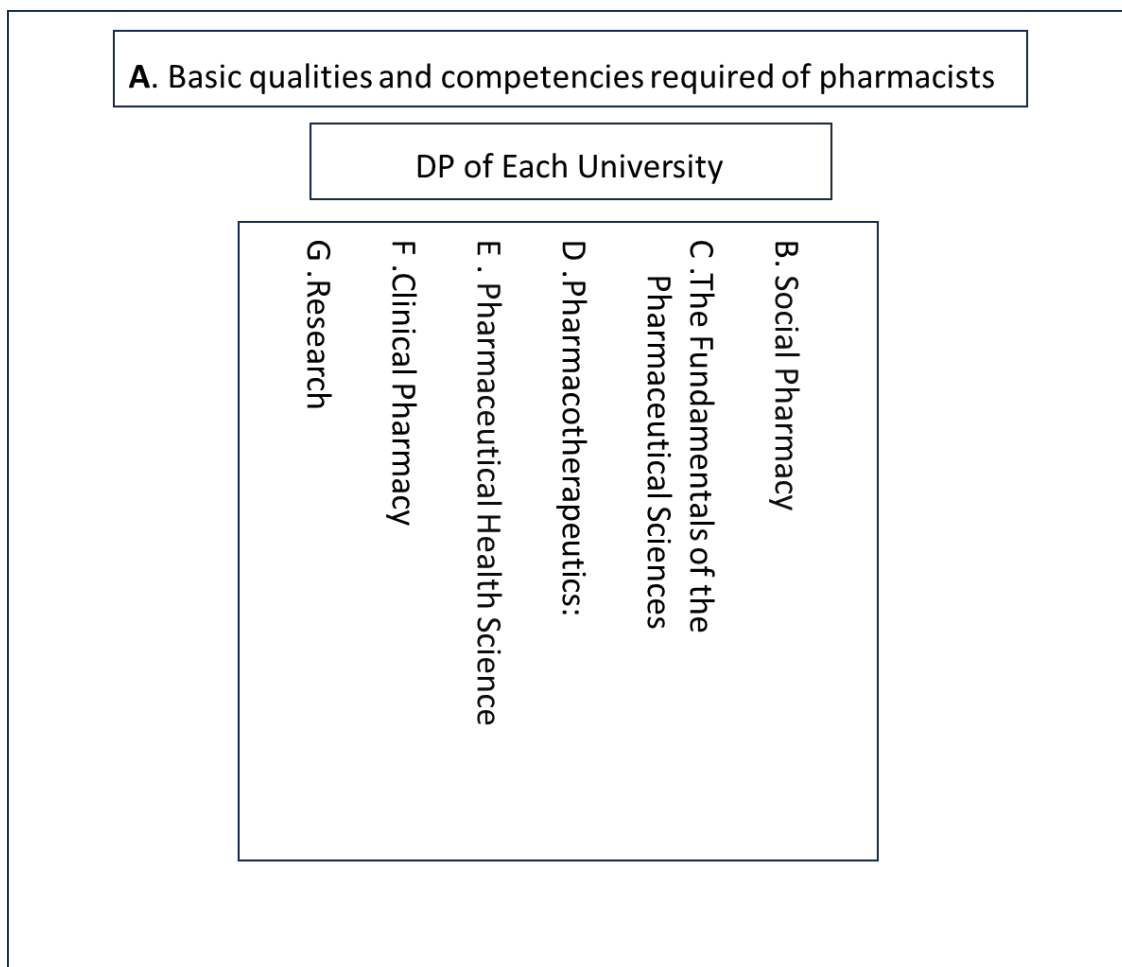 A. Basic qualities and competencies required of pharmacists
DP of Each University
B. Social Pharmacy
C .The Fundamentals of the
Pharmaceutical Sciences
D .Pharmacotherapeutics:
E . Pharmaceutical Health Science
F .Clinical Pharmacy
G .Research